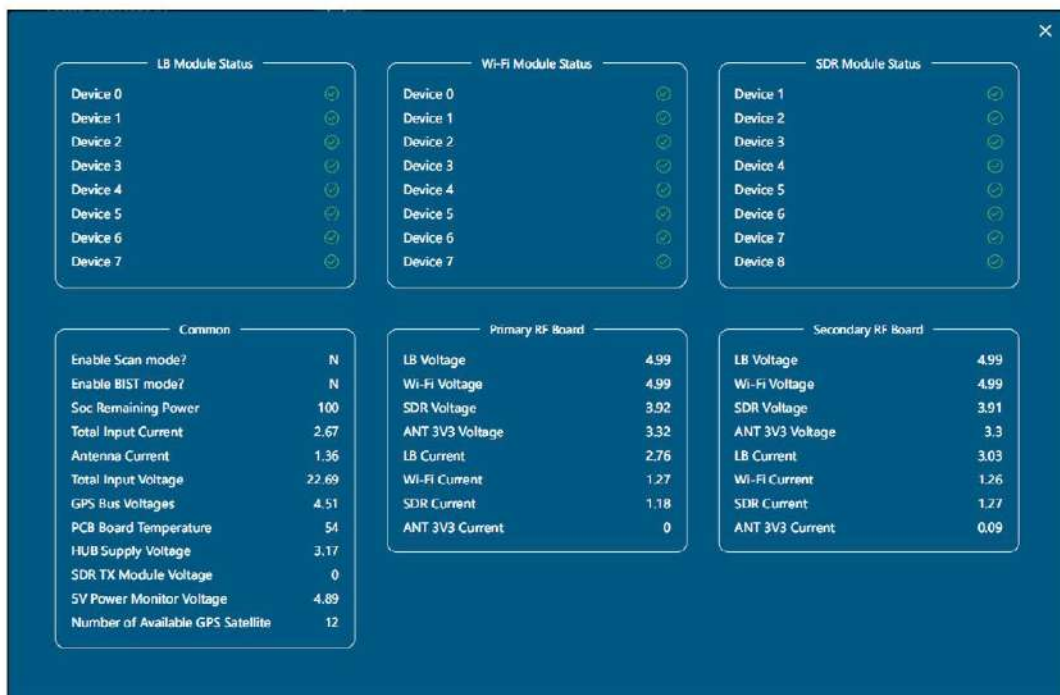 LB Module Status
Device 0
Device 1
Device 2
Device 3
Device 4
Device 5
Device 6
Device 7
Wi-Fi Module Status
Device 0
Device 1
Device 2
Device 3
Device 4
Device 5
Device 6
Device 7
SDR Module Status
Device 1
Device 2
Device 3
Device 4
Device 5
Device 6
Device 7
Device 8
Common
Enable Scan mode? N
Enable BIST mode? N
Soc Remaining Power 100
Total Input Current 2.67
Antenna Current 1.36
Total Input Voltage 22.69
GPS Bus Voltages 4.51
PCB Board Temperature 54
HUB Supply Voltage 3.17
SDR TX Module Voltage 0
5V Power Monitor Voltage 4.89
Number of Available GPS Satellite 12
Primary RF Board
LB Voltage 4.99
Wi-Fi Voltage 4.99
SDR Voltage 3.92
ANT 3V3 Voltage 3.32
LB Current 2.76
Wi-Fi Current 1.27
SDR Current 1.18
ANT 3V3 Current 0
Secondary RF Board
LB Voltage 4.99
Wi-Fi Voltage 4.99
SDR Voltage 3.91
ANT 3V3 Voltage 3.3
LB Current 3.03
Wi-Fi Current 1.26
SDR Current 1.27
ANT 3V3 Current 0.09